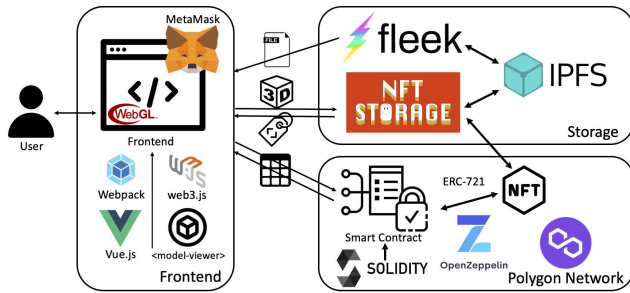 MetaMask
WebGL™
Frontend
User
Webpack
web3.js
Vue.js
<model-viewer>
Frontend
FILE
3D
fleek
NFT
STORAGE
IPFS
Storage
ERC-721
NFT
Smart Contract
SOLIDITY
OpenZeppelin
Polygon Network